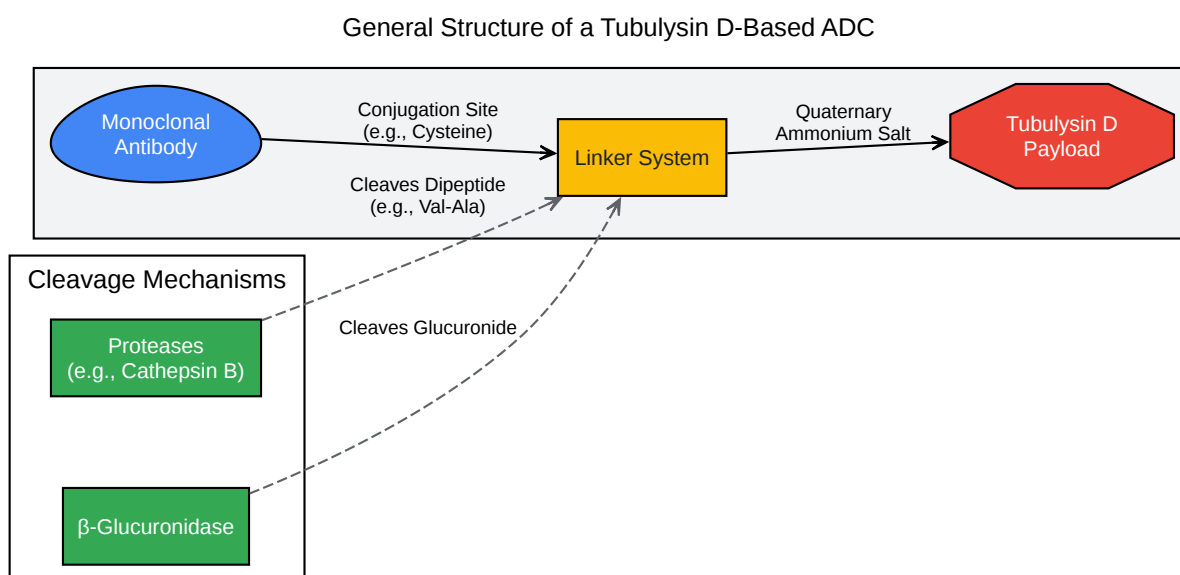 General Structure of a Tubulysin D-Based ADC
Monoclonal
Antibody
Conjugation Site
(e.g., Cysteine)
Linker System
Quaternary
Ammonium Salt
Tubulysin D
Payload
Cleaves Dipeptide
(e.g., Val-Ala)
Cleavage Mechanisms
Proteases
(e.g., Cathepsin B)
Cleaves Glucuronide
β-Glucuronidase